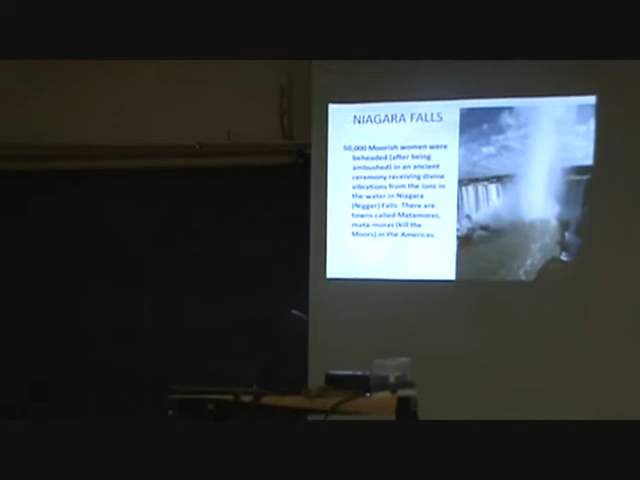 NIAGARA FALLS
50,000 Moorish women were
beheaded (after being
ambushed) in an ancient
ceremony receiving divine
vibrations from the ions in
the water in Niagara
(Nigger) Falls. There are
towns called Matamoras,
mata-moras (kill the
Moors) in the Americas.